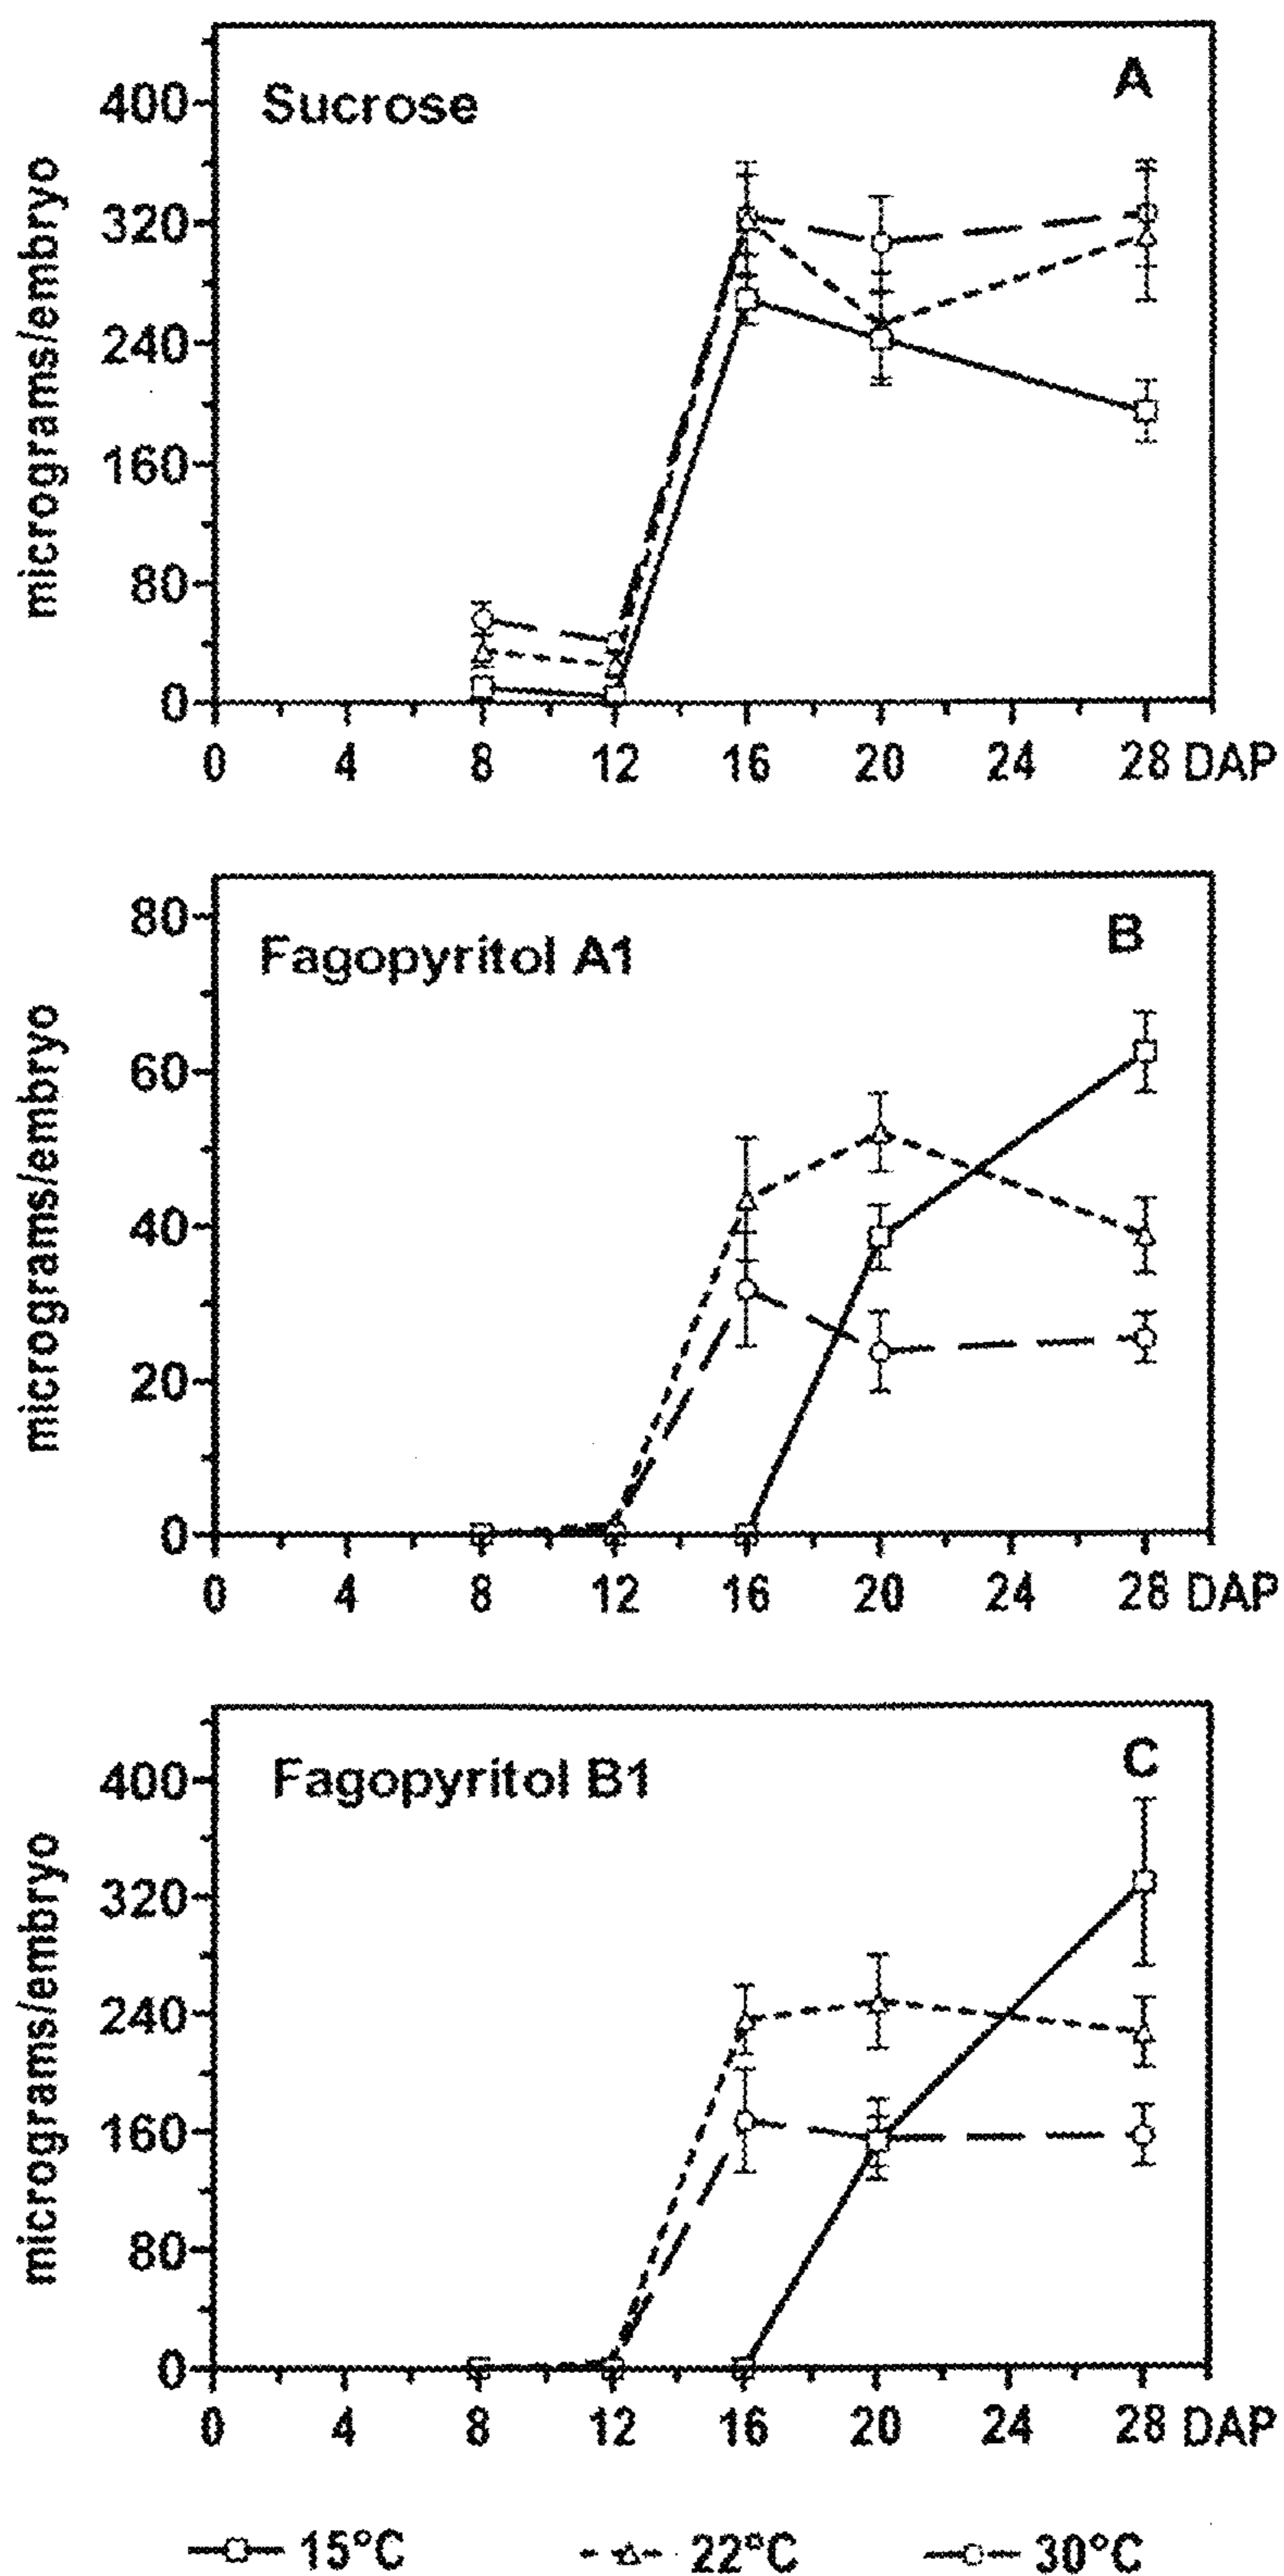 A
Sucrose
micrograms/embryo
400
320
240
160
80
0
0 4 8 12 16 20 24 28 DAP
B
Fagopyritol A1
micrograms/embryo
80
60
40
20
0
0 4 8 12 16 20 24 28 DAP
C
Fagopyritol B1
micrograms/embryo
400
320
240
160
80
0
0 4 8 12 16 20 24 28 DAP
15°C 22°C 30°C